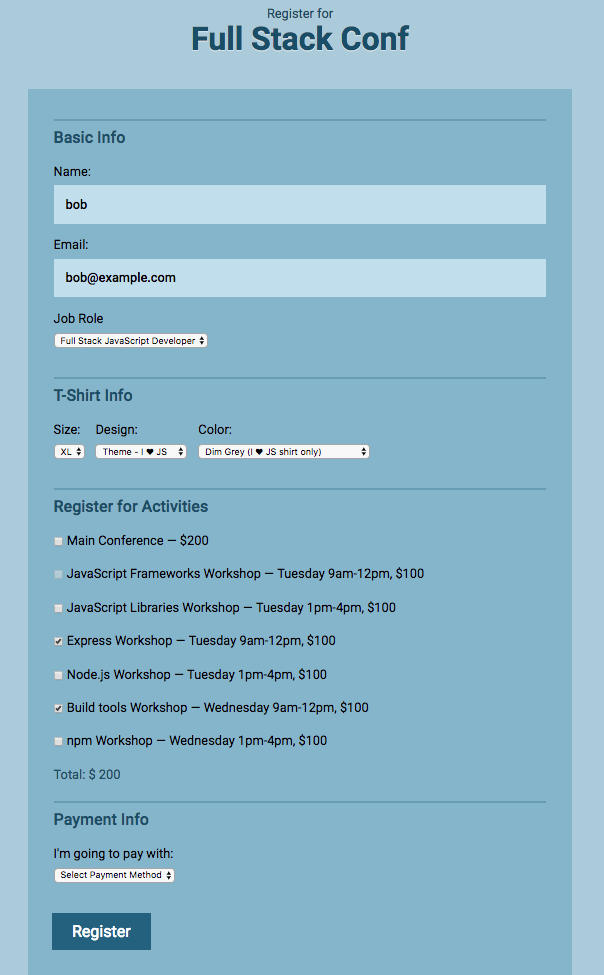 Register for
Full Stack Conf
Basic Info
Name:
bob
Email:
bob@example.com
Job Role
Full Stack JavaScript Developer
T-Shirt Info
Size: Design: Color:
XL Theme - I ♥ JS Dim Grey (I ♥ JS shirt only)
Register for Activities
Main Conference — $200
JavaScript Frameworks Workshop — Tuesday 9am-12pm, $100
JavaScript Libraries Workshop — Tuesday 1pm-4pm, $100
Express Workshop — Tuesday 9am-12pm, $100
Node.js Workshop — Tuesday 1pm-4pm, $100
Build tools Workshop — Wednesday 9am-12pm, $100
npm Workshop — Wednesday 1pm-4pm, $100
Total: $ 200
Payment Info
I'm going to pay with:
Select Payment Method
Register